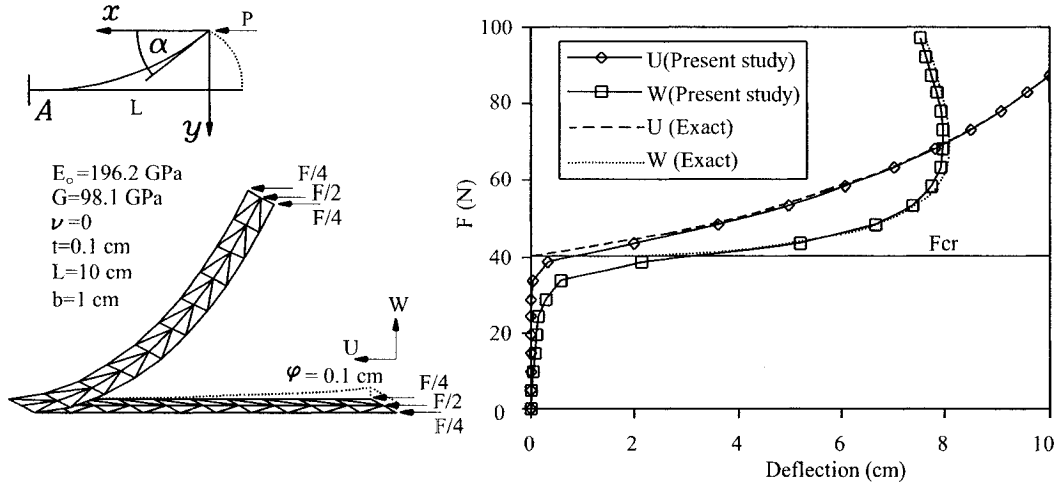 x
P
α
A
L
y
E₀=196.2 GPa
G=98.1 GPa
ν=0
t=0.1 cm
L=10 cm
b=1 cm
F/4
F/2
F/4
W
U
φ = 0.1 cm
F/4
F/2
F/4
100
80
60
40
20
0
F (N)
U(Present study)
W(Present study)
U (Exact)
W (Exact)
Fcr
0
2
4
6
8
10
Deflection (cm)